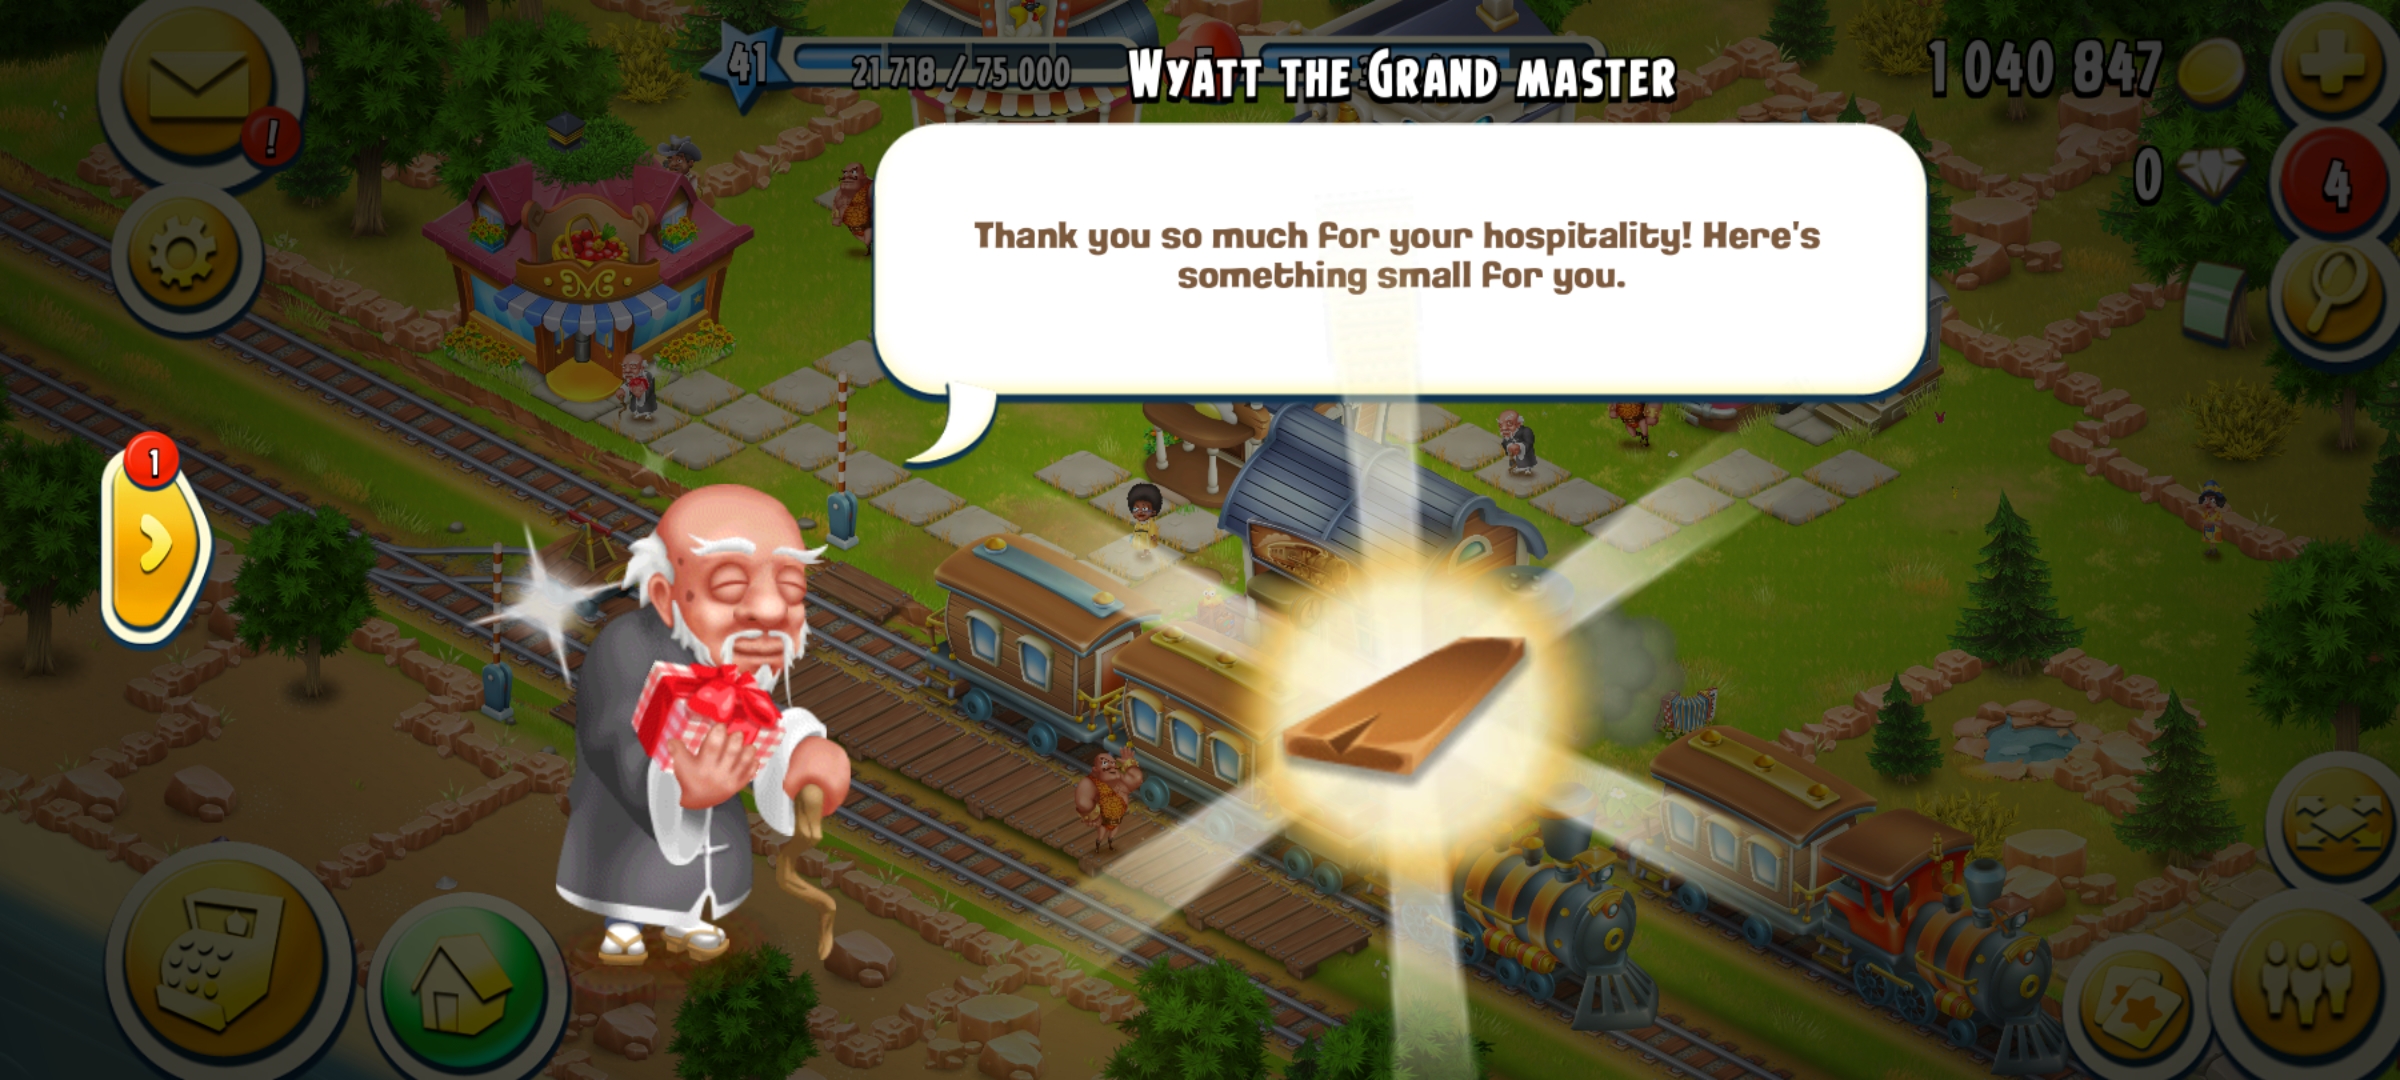 41
21 718 / 75 000
WYATT THE GRAND MASTER
1 040 847
!
0
4
Thank you so much for your hospitality! Here's
something small for you.
1